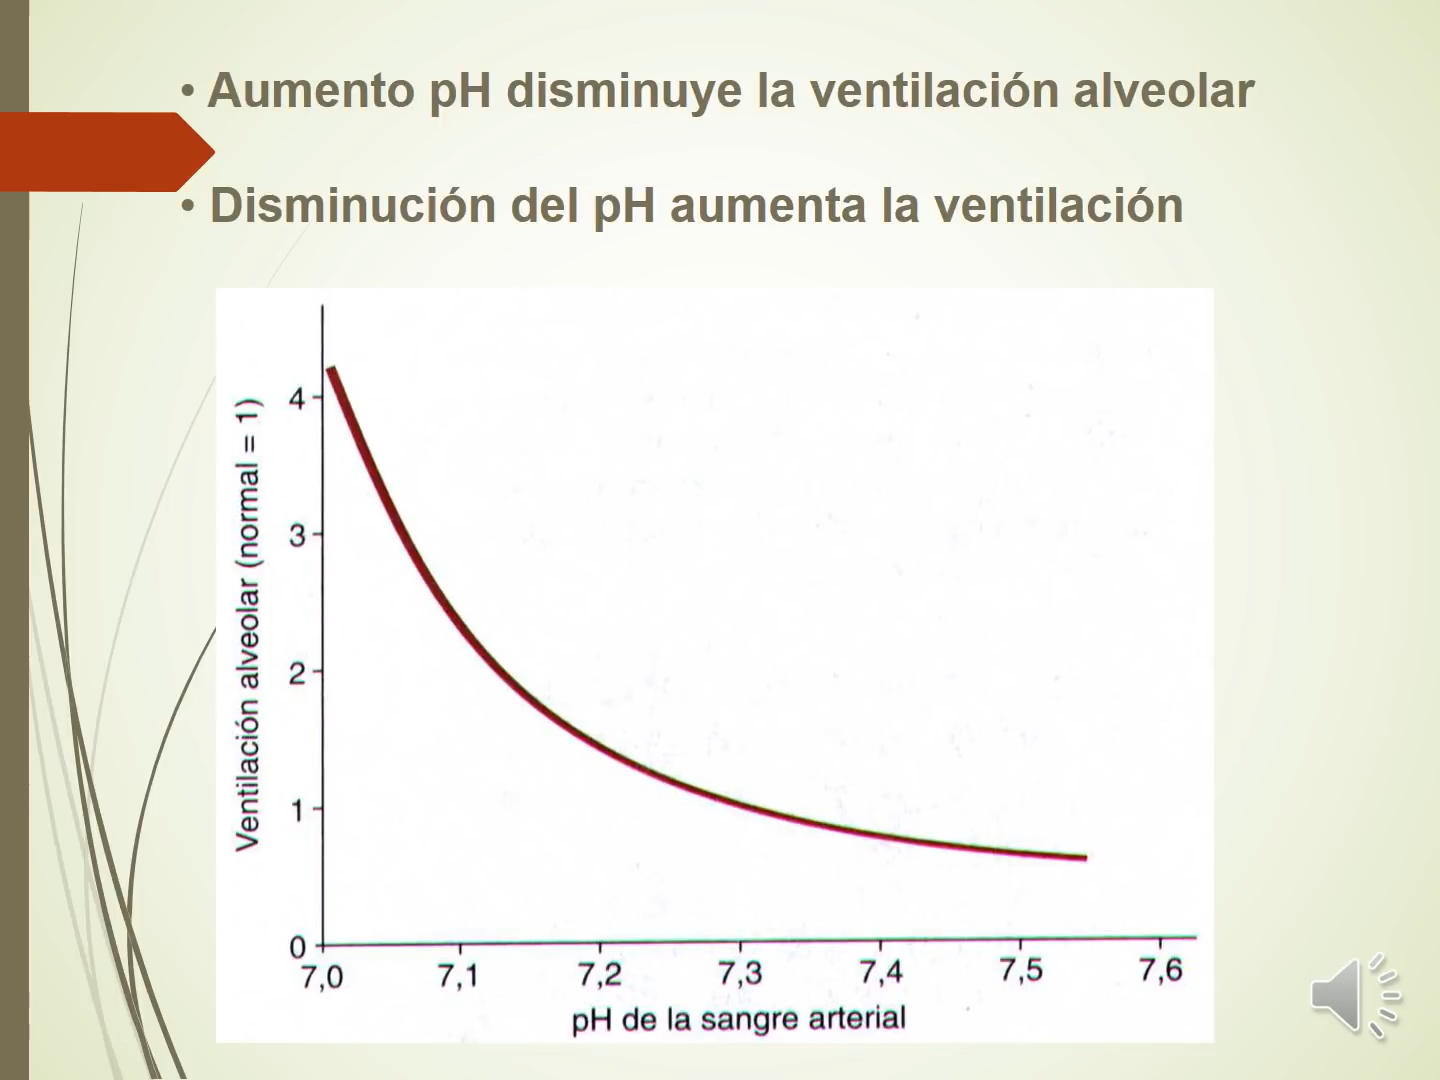 • Aumento pH disminuye la ventilación alveolar
• Disminución del pH aumenta la ventilación
Ventilación alveolar (normal = 1)
4
3
2
1
0
7,0 7,1 7,2 7,3 7,4 7,5 7,6
pH de la sangre arterial